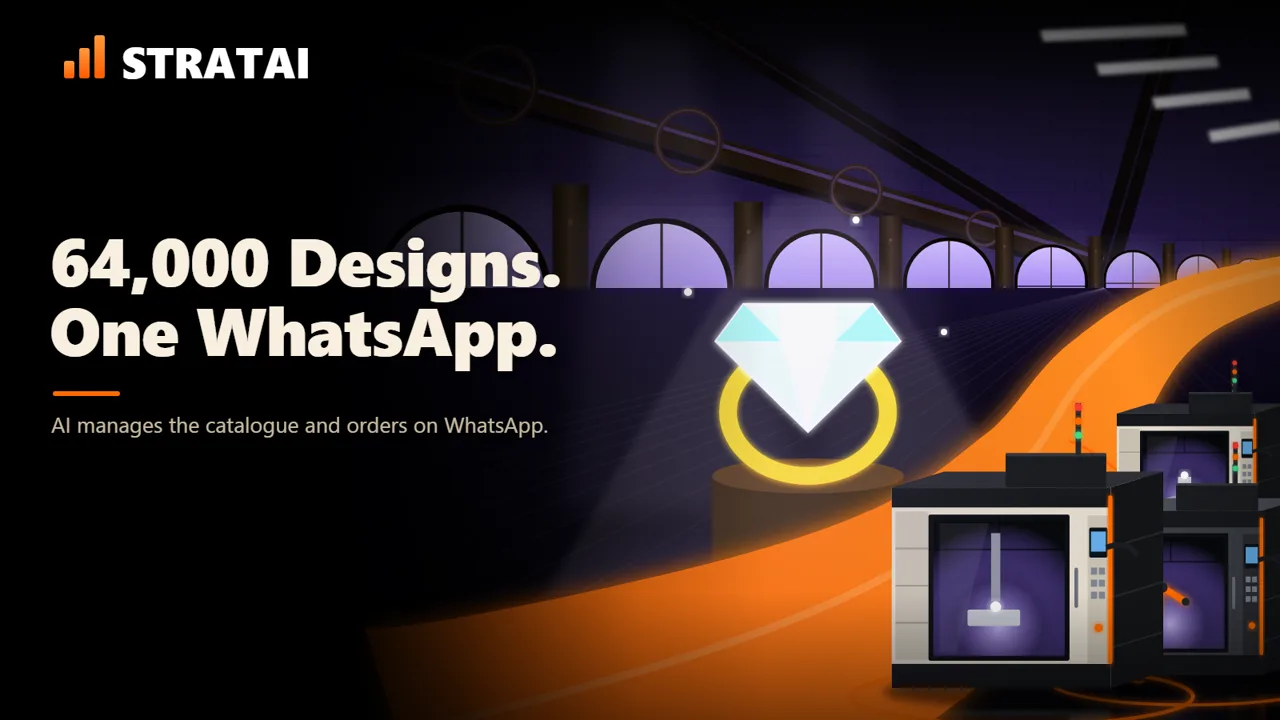 STRATAI
64,000 Designs.
One WhatsApp.
AI manages the catalogue and orders on WhatsApp.